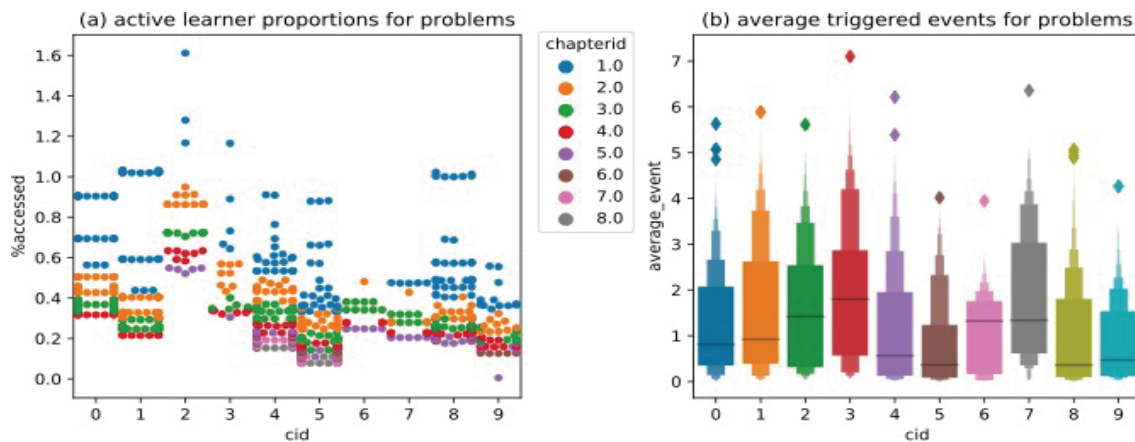 (a) active learner proportions for problems
1.6
1.4
1.2
1.0
0.8
0.6
0.4
0.2
0.0
%accessed
0 1 2 3 4 5 6 7 8 9
cid
chapterid
1.0
2.0
3.0
4.0
5.0
6.0
7.0
8.0
(b) average triggered events for problems
7
6
5
4
3
2
1
0
average_event
0 1 2 3 4 5 6 7 8 9
cid